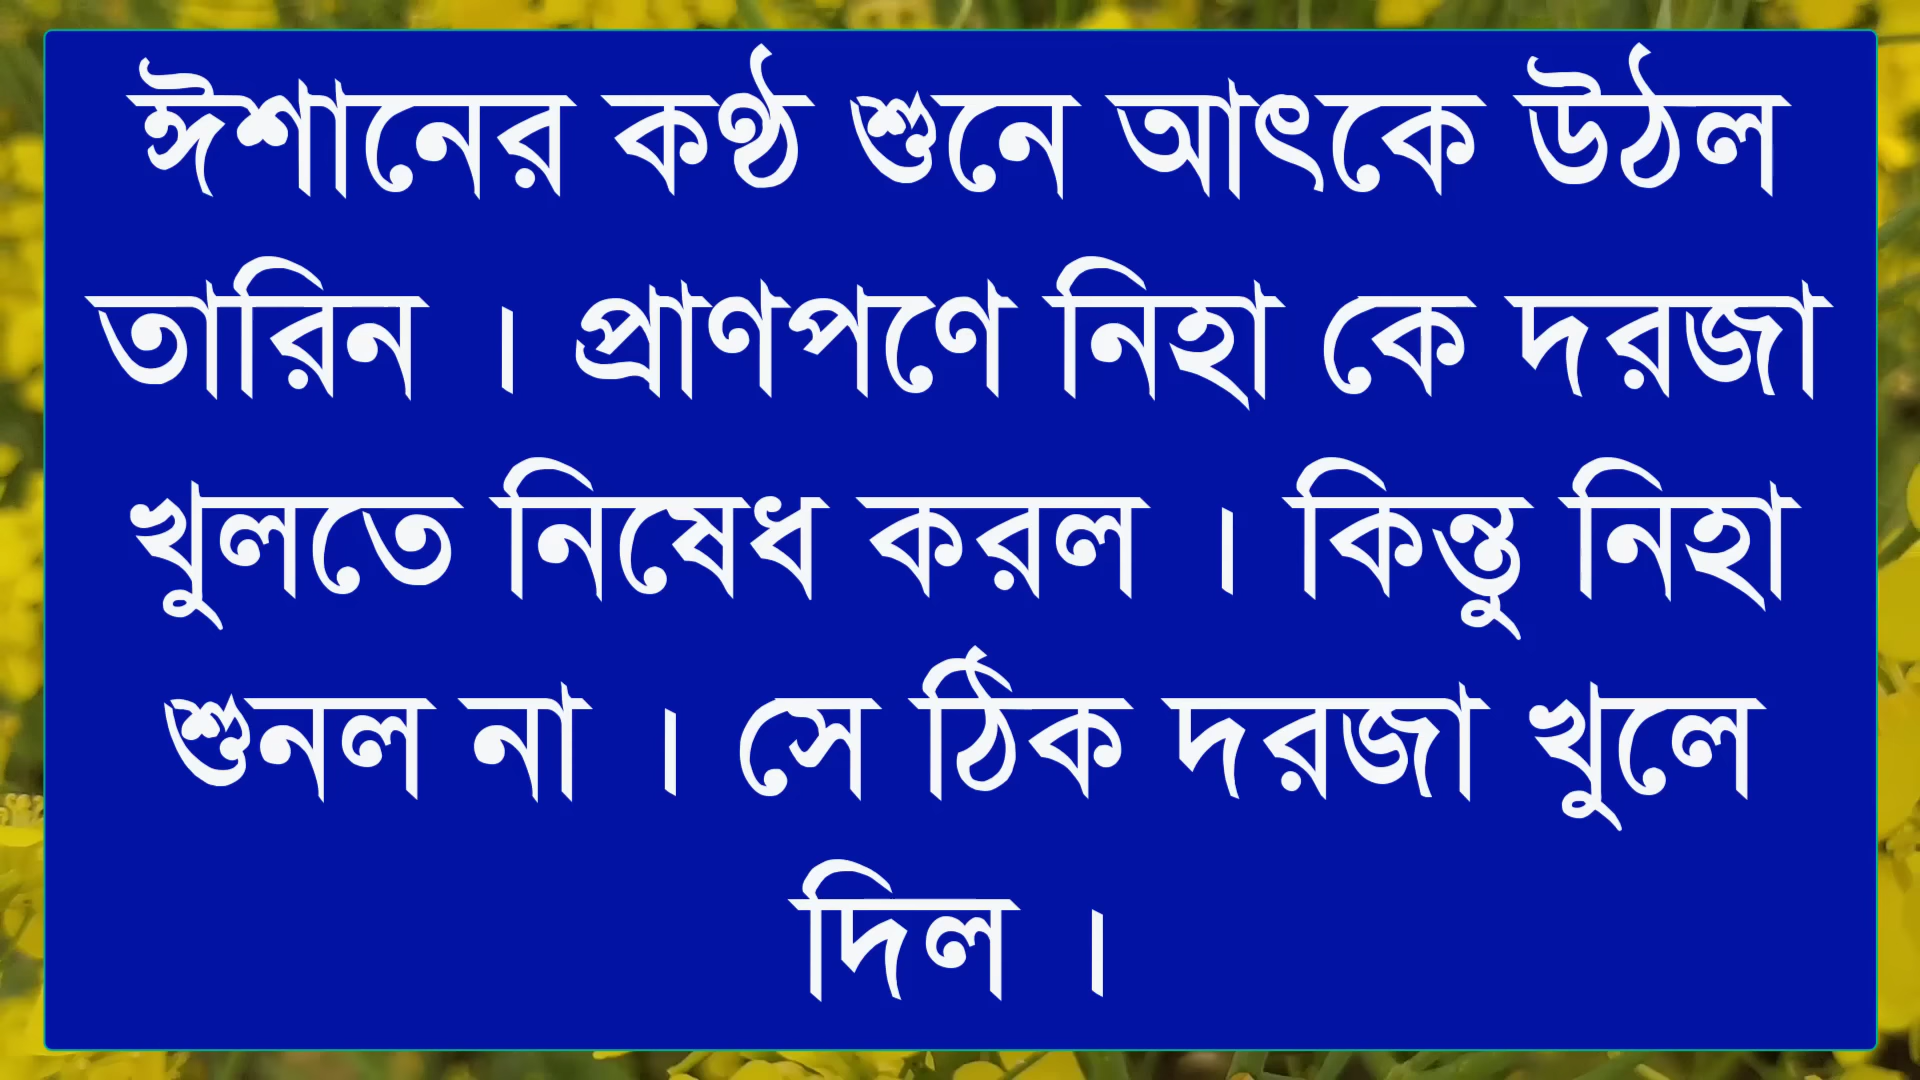 ঈশানের কণ্ঠ শুনে আৎকে উঠল
তারিন । প্রাণপণে নিহা কে দরজা
খুলতে নিষেধ করল । কিন্তু নিহা
শুনল না । সে ঠিক দরজা খুলে
দিল ।